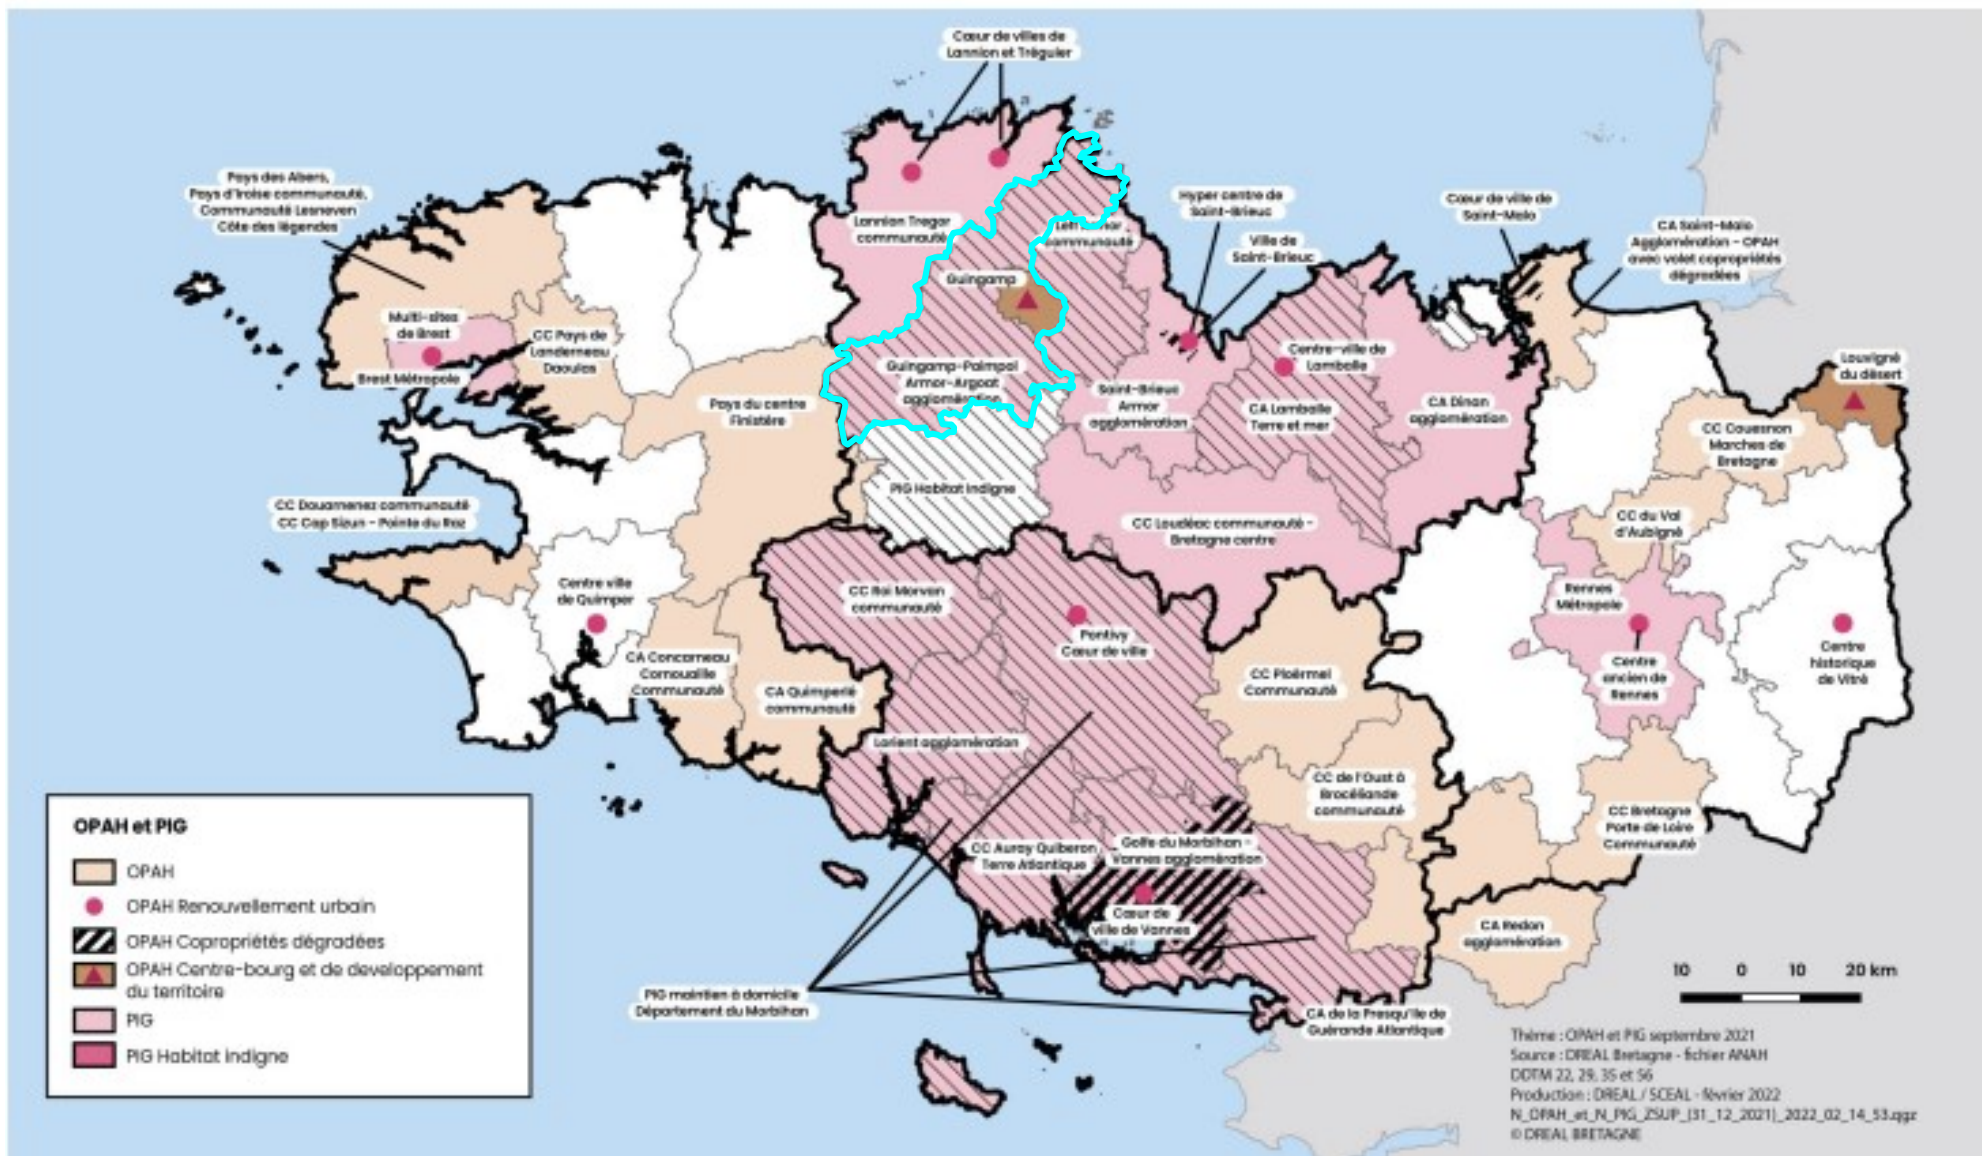 Cœur de villes de
Lannion et Tréguier
Pays des Abers,
Pays d'Iroise communauté,
Communauté Lesneven
Côte des légendes
Hyper centre de
Saint-Brieuc
Ville de
Saint-Brieuc
Cœur de ville de
Saint-Malo
CA Saint-Malo
Agglomération - OPAH
avec volet copropriétés
dégradées
Lannion Tregor
communauté
communauté
Guingamp
Multi-sites
de Brest
Brest Métropole
CC Pays de
Landerneau
Daoulas
Pays du centre
Finistère
Guingamp-Paimpol
Armor-Argoat
agglomération
Saint-Brieuc
Armor
agglomération
Centre-ville de
Lamballe
CA Lamballe
Terre et mer
CA Dinan
agglomération
Louvigné
du désert
CC Couesnon
Marches de
Bretagne
PIG Habitat indigne
CC Douarnenez communauté
CC Cap Sizun - Pointe du Raz
CC Loudéac communauté -
Bretagne centre
CC du Val
d'Aubigné
Centre ville
de Quimper
CC Roi Morvan
communauté
Pontivy
Cœur de ville
Rennes
Métropole
Centre
ancien de
Rennes
Centre
historique
de Vitré
CA Concarneau
Cornouaille
Communauté
CA Quimperlé
communauté
CC Ploërmel
Communauté
Lorient agglomération
CC de l'Oust à
Brocéliande
communauté
CC Bretagne
Porte de Loire
Communauté
CC Auray Quiberon
Terre Atlantique
Golfe du Morbihan -
Vannes agglomération
Cœur de
ville de Vannes
CA Redon
agglomération
PIG maintien à domicile
Département du Morbihan
CA de la Presqu'île de
Guérande Atlantique
OPAH et PIG
OPAH
OPAH Renouvellement urbain
OPAH Copropriétés dégradées
OPAH Centre-bourg et de developpement
du territoire
PIG
PIG Habitat indigne
10 0 10 20 km
Thème : OPAH et PIG septembre 2021
Source : DREAL Bretagne - fichier ANAH
DDTM 22, 29, 35 et 56
Production : DREAL / SCEAL - février 2022
N_OPAH_et_N_PIG_ZSUP_(31_12_2021)_2022_02_14_S3.qgz
© DREAL BRETAGNE